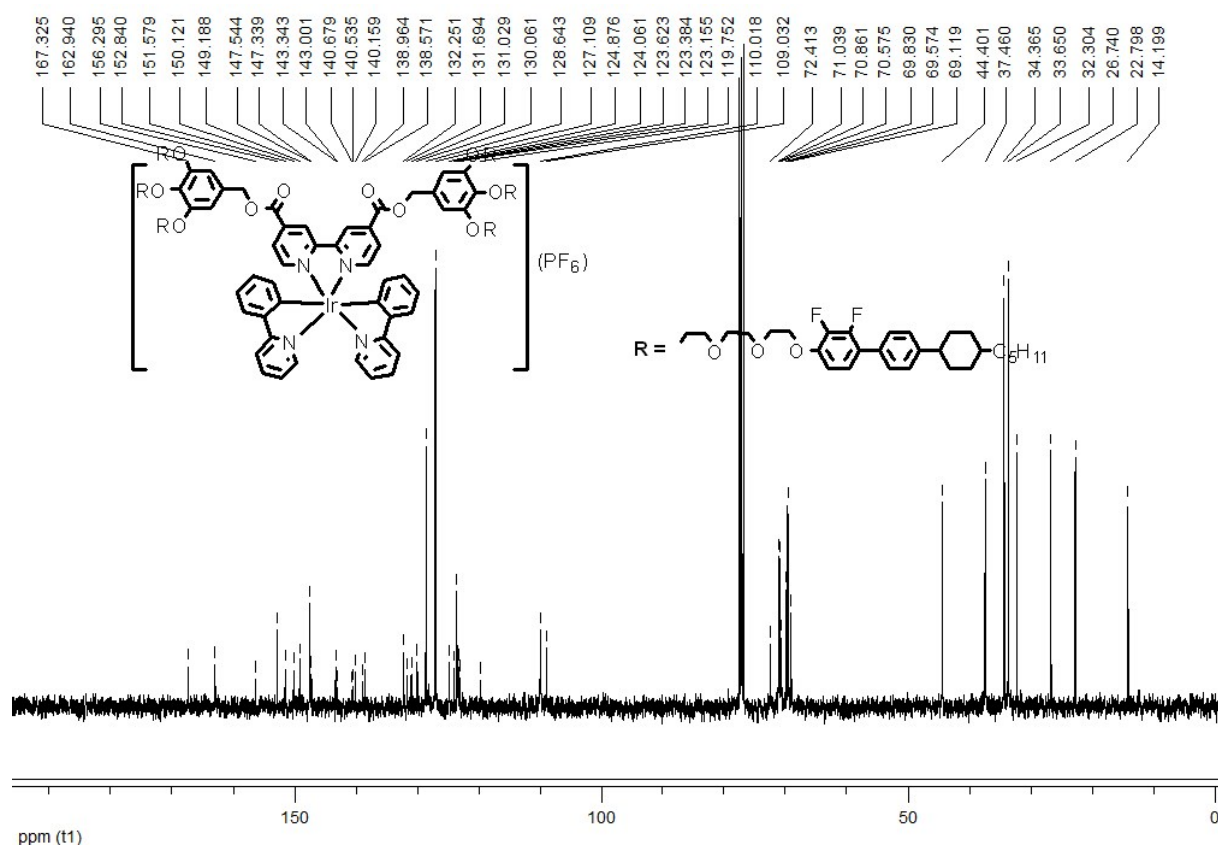 167.325
162.940
156.295
152.840
151.579
150.121
149.188
147.544
147.339
143.343
143.001
140.679
140.535
140.159
138.964
138.571
132.251
131.694
131.029
130.061
128.643
127.109
124.876
124.061
123.623
123.384
123.155
119.752
110.018
109.032
72.413
71.039
70.861
70.575
69.830
69.574
69.119
44.401
37.460
34.365
33.650
32.304
26.740
22.798
14.199
RO
RO
RO
O
O
O
O
OR
OR
OR
N
N
Ir
N
N
(PF₆)
R =
O
O
O
F
F
C₅H₁₁
150
100
50
0
ppm (t1)